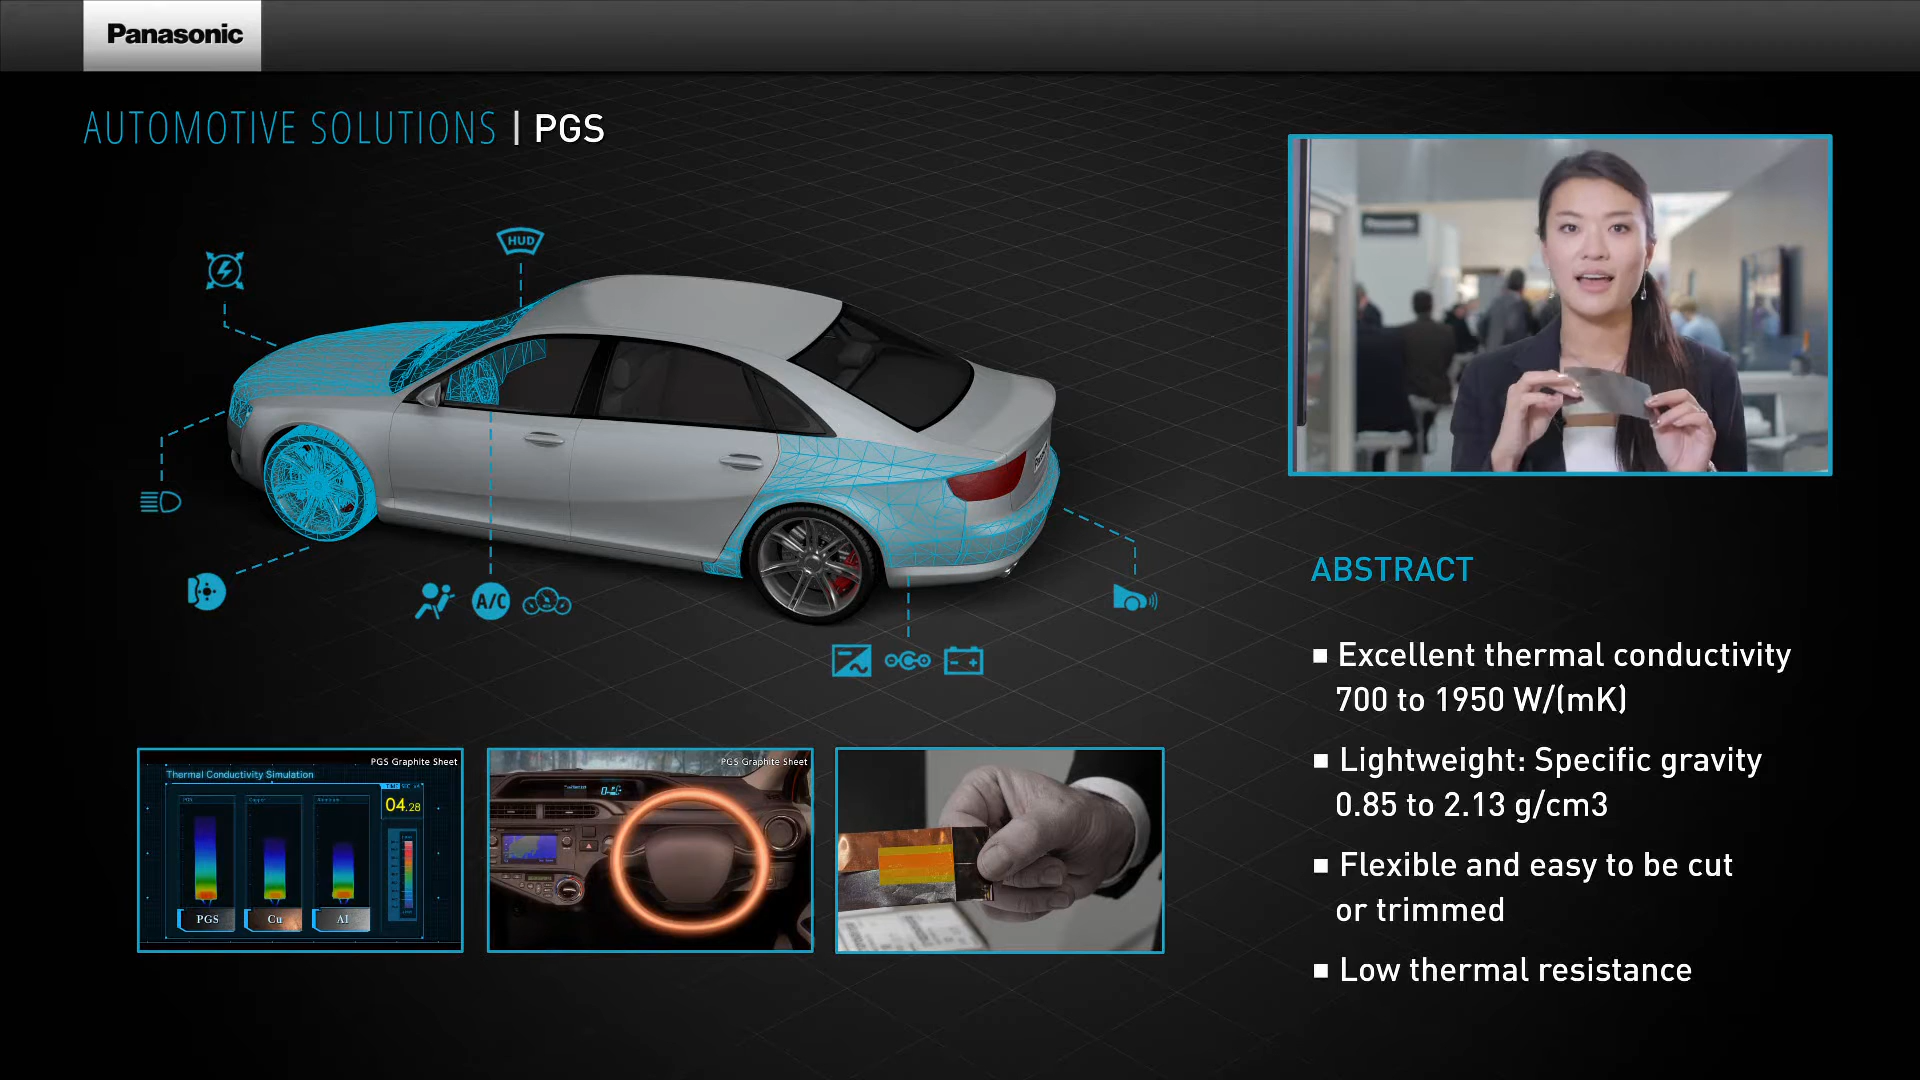 Panasonic
AUTOMOTIVE SOLUTIONS | PGS
HUD
Panasonic
A/C
ABSTRACT
■ Excellent thermal conductivity
700 to 1950 W/(mK)
■ Lightweight: Specific gravity
0.85 to 2.13 g/cm3
■ Flexible and easy to be cut
or trimmed
■ Low thermal resistance
PGS Graphite Sheet
Thermal Conductivity Simulation
04.28
PGS
Cu
Al
PGS Graphite Sheet